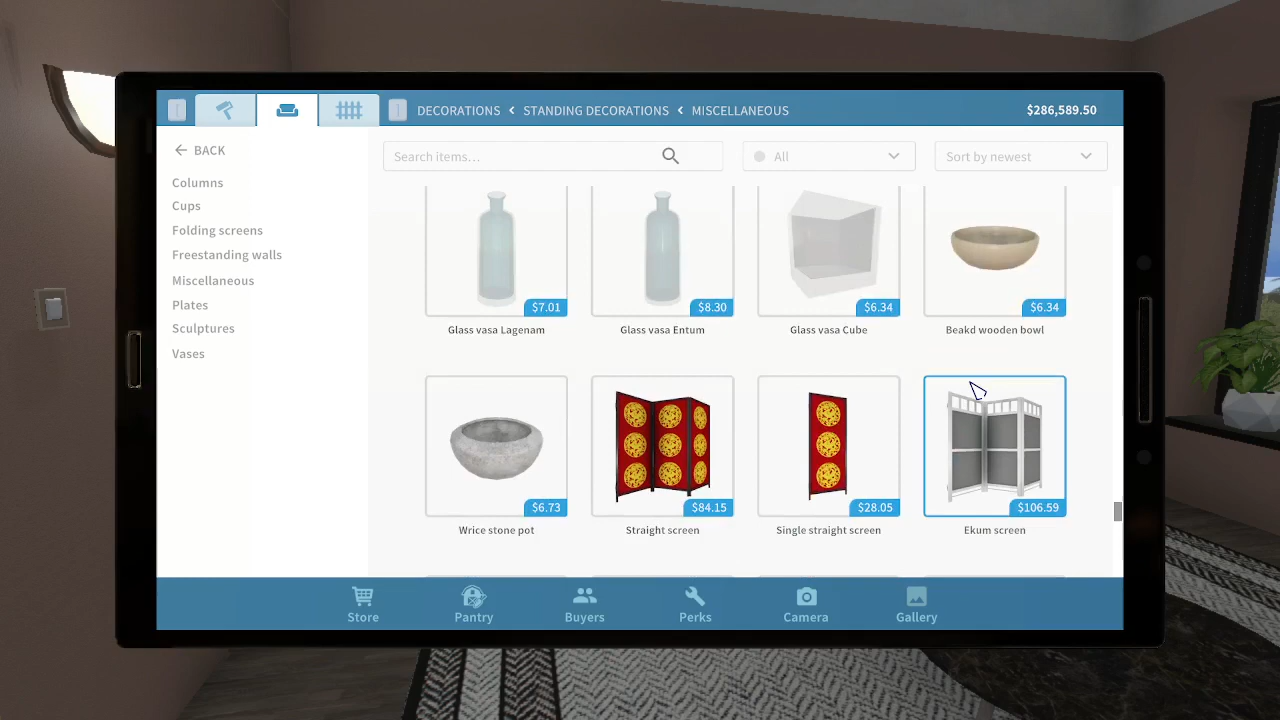 DECORATIONS < STANDING DECORATIONS < MISCELLANEOUS
$286,589.50
BACK
Search items...
All
Sort by newest
Columns
Cups
Folding screens
Freestanding walls
Miscellaneous
Plates
Sculptures
Vases
$7.01
$8.30
$6.34
$6.34
Glass vasa Lagenam
Glass vasa Entum
Glass vasa Cube
Beakd wooden bowl
$6.73
$84.15
$28.05
$106.59
Wrice stone pot
Straight screen
Single straight screen
Ekum screen
Store
Pantry
Buyers
Perks
Camera
Gallery